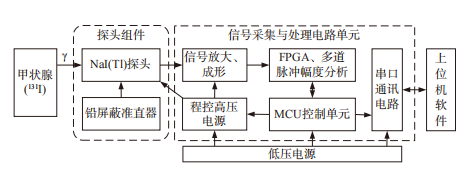 探头组件
信号采集与处理电路单元
甲状腺
(¹³¹I)
γ
NaI(Tl)探头
信号放大、
成形
FPGA、多道
脉冲幅度分析
串口
通讯
电路
上
位
机
软
件
铅屏蔽准直器
程控高压
电源
MCU控制单元
低压电源